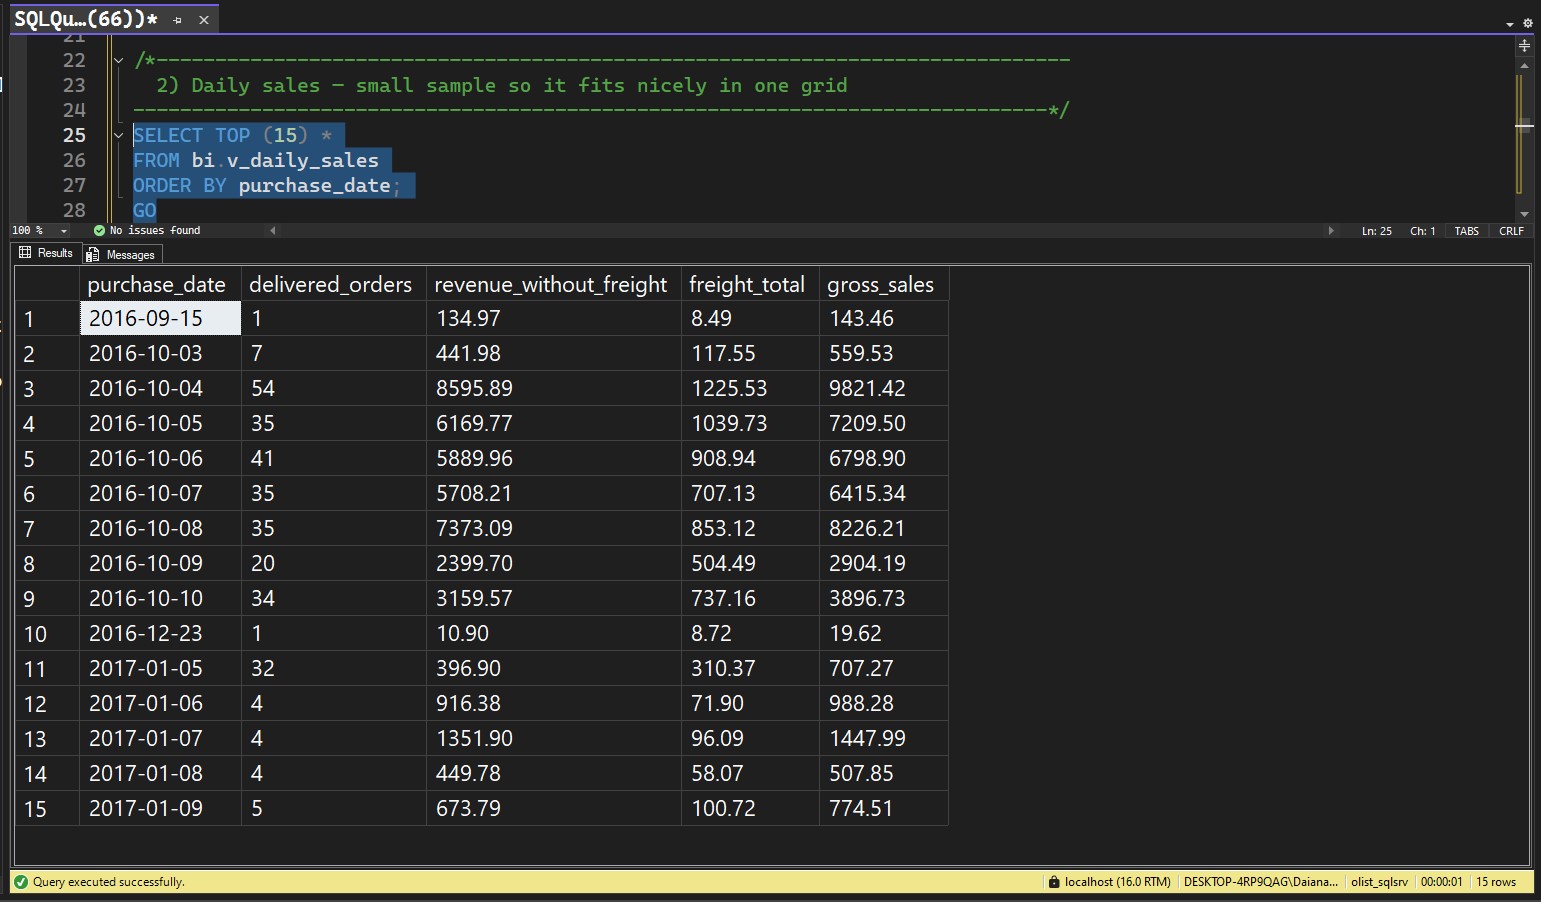 SQLQu...(66))*
21
22 /*------------------------------------------------------------------------------
23 2) Daily sales — small sample so it fits nicely in one grid
24 ------------------------------------------------------------------------------*/
25 SELECT TOP (15) *
26 FROM bi.v_daily_sales
27 ORDER BY purchase_date;
28 GO
100 % No issues found Ln: 25 Ch: 1 TABS CRLF
Results Messages
purchase_date delivered_orders revenue_without_freight freight_total gross_sales
1 2016-09-15 1 134.97 8.49 143.46
2 2016-10-03 7 441.98 117.55 559.53
3 2016-10-04 54 8595.89 1225.53 9821.42
4 2016-10-05 35 6169.77 1039.73 7209.50
5 2016-10-06 41 5889.96 908.94 6798.90
6 2016-10-07 35 5708.21 707.13 6415.34
7 2016-10-08 35 7373.09 853.12 8226.21
8 2016-10-09 20 2399.70 504.49 2904.19
9 2016-10-10 34 3159.57 737.16 3896.73
10 2016-12-23 1 10.90 8.72 19.62
11 2017-01-05 32 396.90 310.37 707.27
12 2017-01-06 4 916.38 71.90 988.28
13 2017-01-07 4 1351.90 96.09 1447.99
14 2017-01-08 4 449.78 58.07 507.85
15 2017-01-09 5 673.79 100.72 774.51
Query executed successfully. localhost (16.0 RTM) DESKTOP-4RP9QAG\Daiana... olist_sqlsrv 00:00:01 15 rows